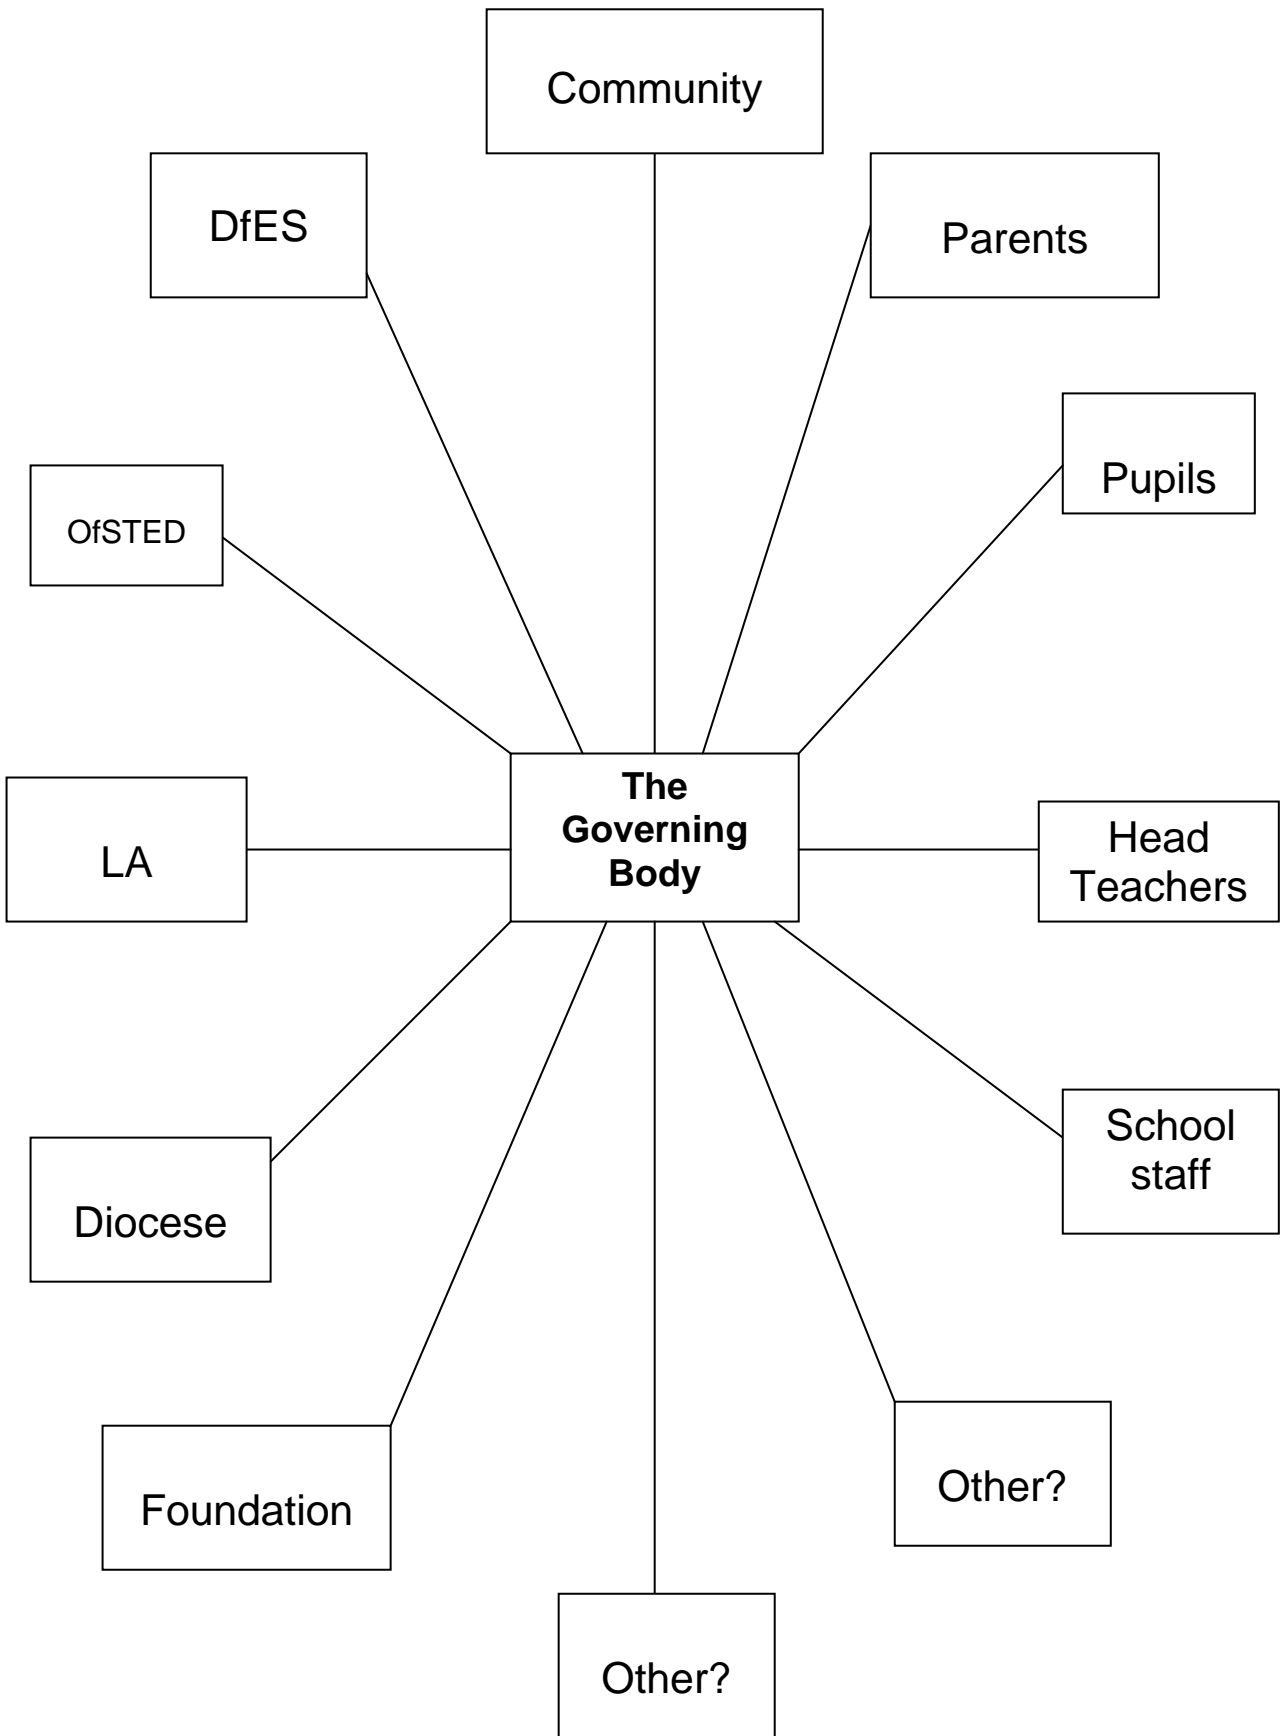 Community
DfES
Parents
Pupils
OfSTED
The
Governing
Body
LA
Head
Teachers
School
staff
Diocese
Foundation
Other?
Other?